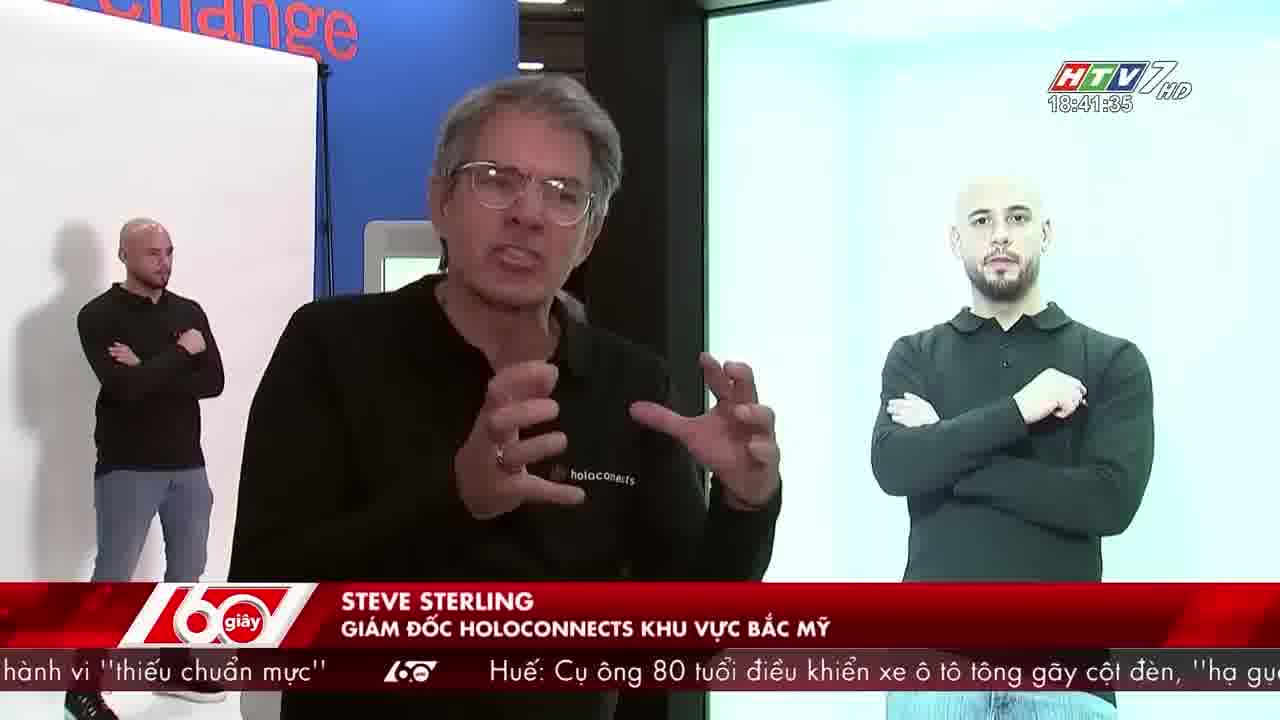 change
HTV7 HD
18:41:35
holoconnects
60 giây
STEVE STERLING
GIÁM ĐỐC HOLOCONNECTS KHU VỰC BẮC MỸ
hành vi ''thiếu chuẩn mực'' 60 giây Huế: Cụ ông 80 tuổi điều khiển xe ô tô tông gãy cột đèn, ''hạ gục